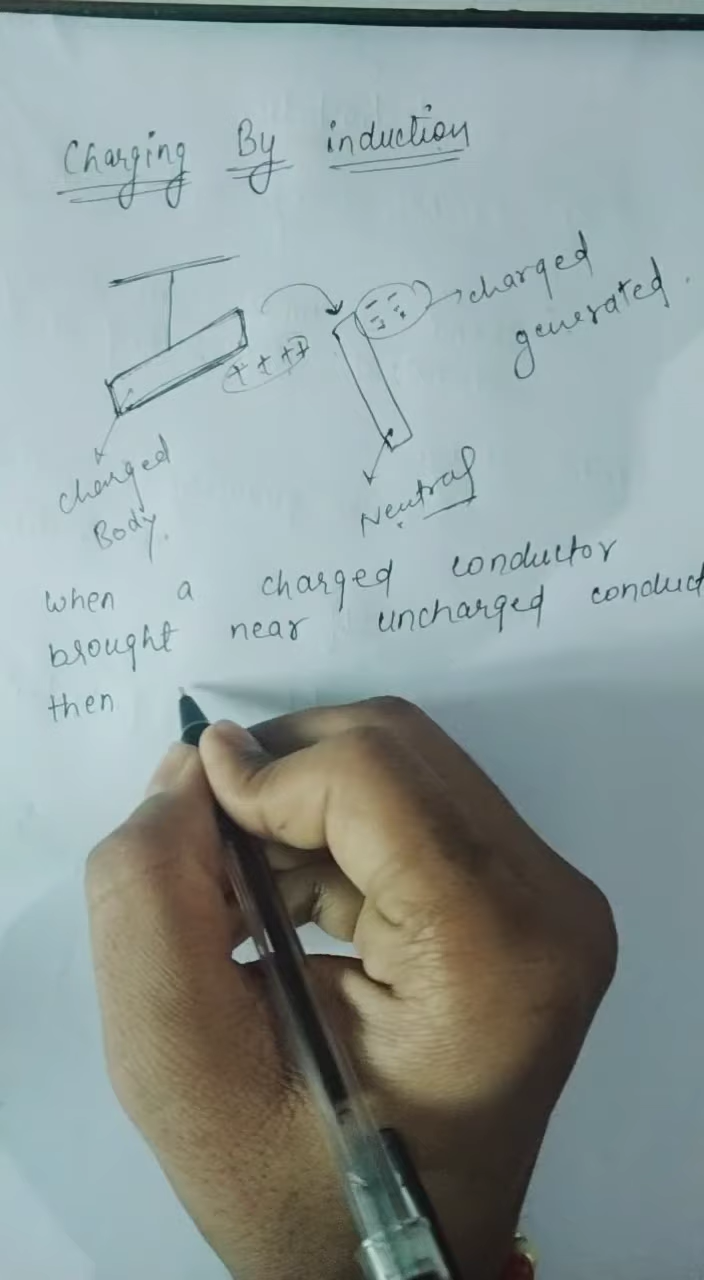 Charging By induction
+ + + +
- -
- -
charged
generated.
charged
Body.
Neutral
when a charged conductor
brought near uncharged conduct
then